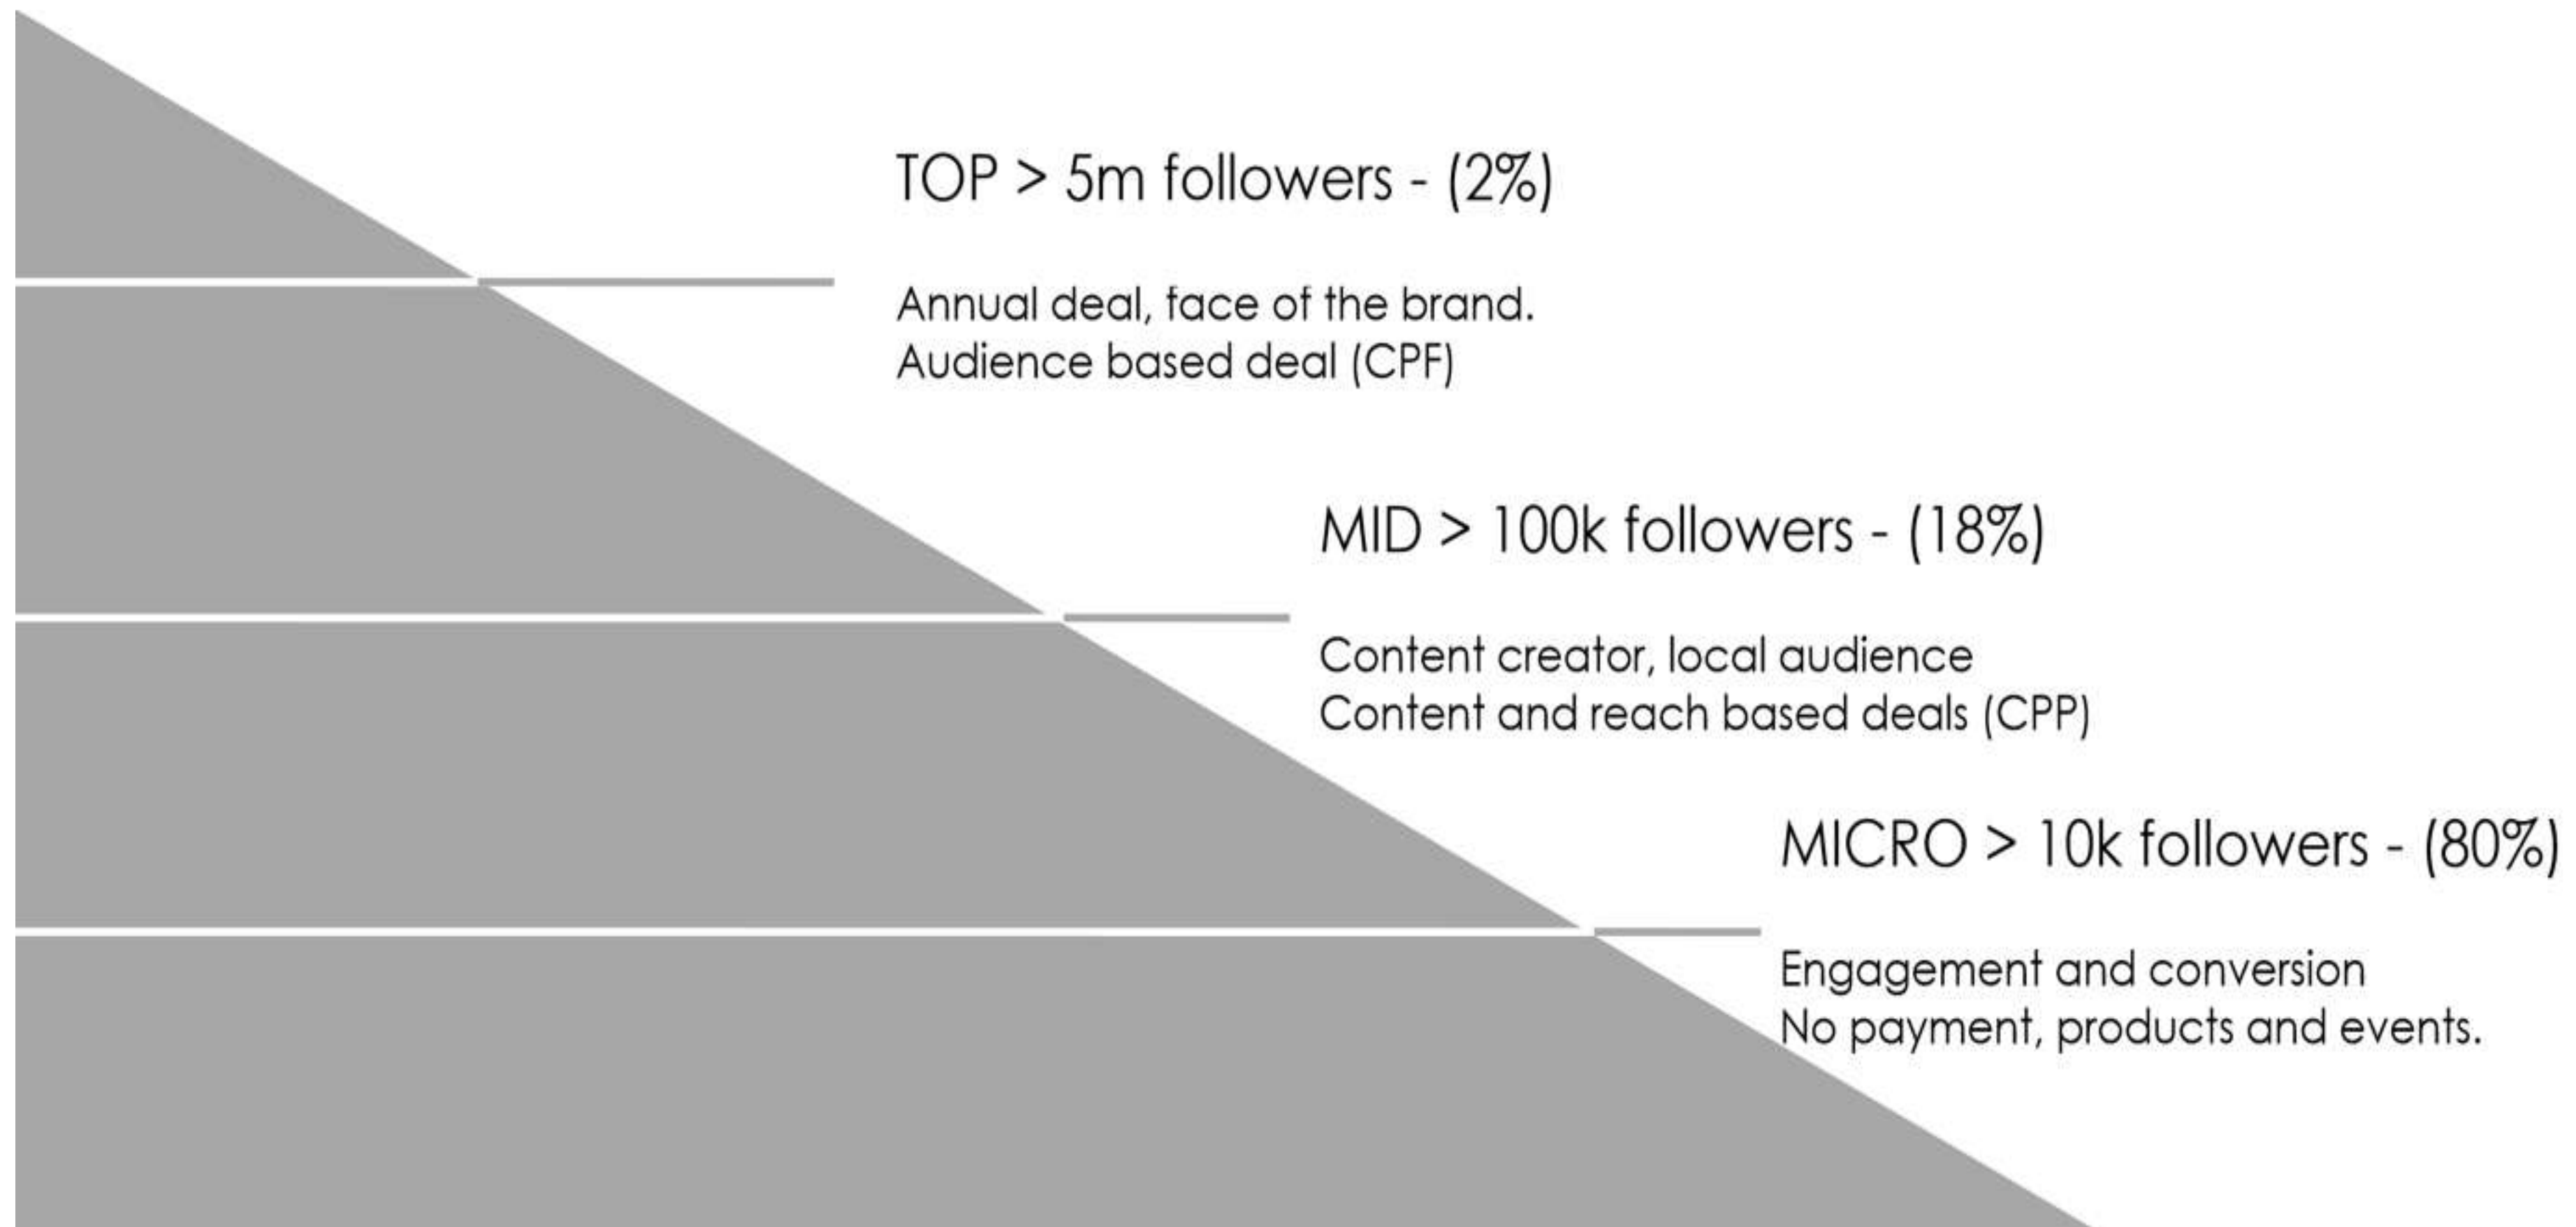 TOP > 5m followers - (2%)
Annual deal, face of the brand.
Audience based deal (CPF)
MID > 100k followers - (18%)
Content creator, local audience
Content and reach based deals (CPP)
MICRO > 10k followers - (80%)
Engagement and conversion
No payment, products and events.